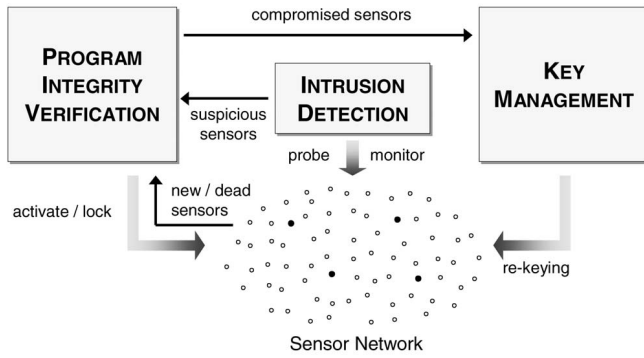 compromised sensors
PROGRAM
INTEGRITY
VERIFICATION
INTRUSION
DETECTION
KEY
MANAGEMENT
suspicious
sensors
probe monitor
new / dead
sensors
activate / lock
re-keying
Sensor Network